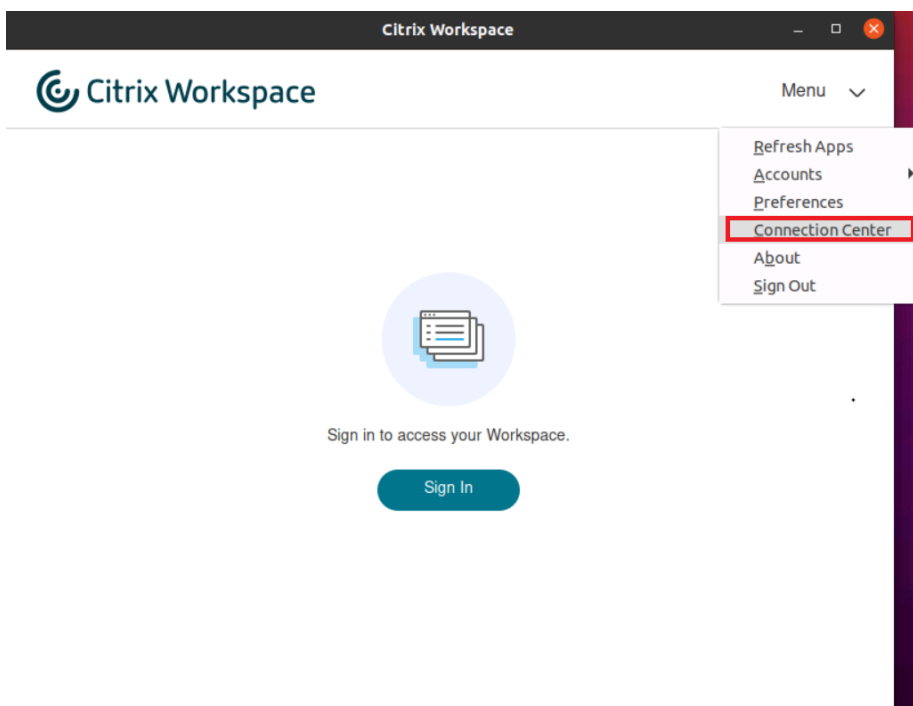 Citrix Workspace
Citrix Workspace
Menu
Refresh Apps
Accounts
Preferences
Connection Center
About
Sign Out
Sign in to access your Workspace.
Sign In